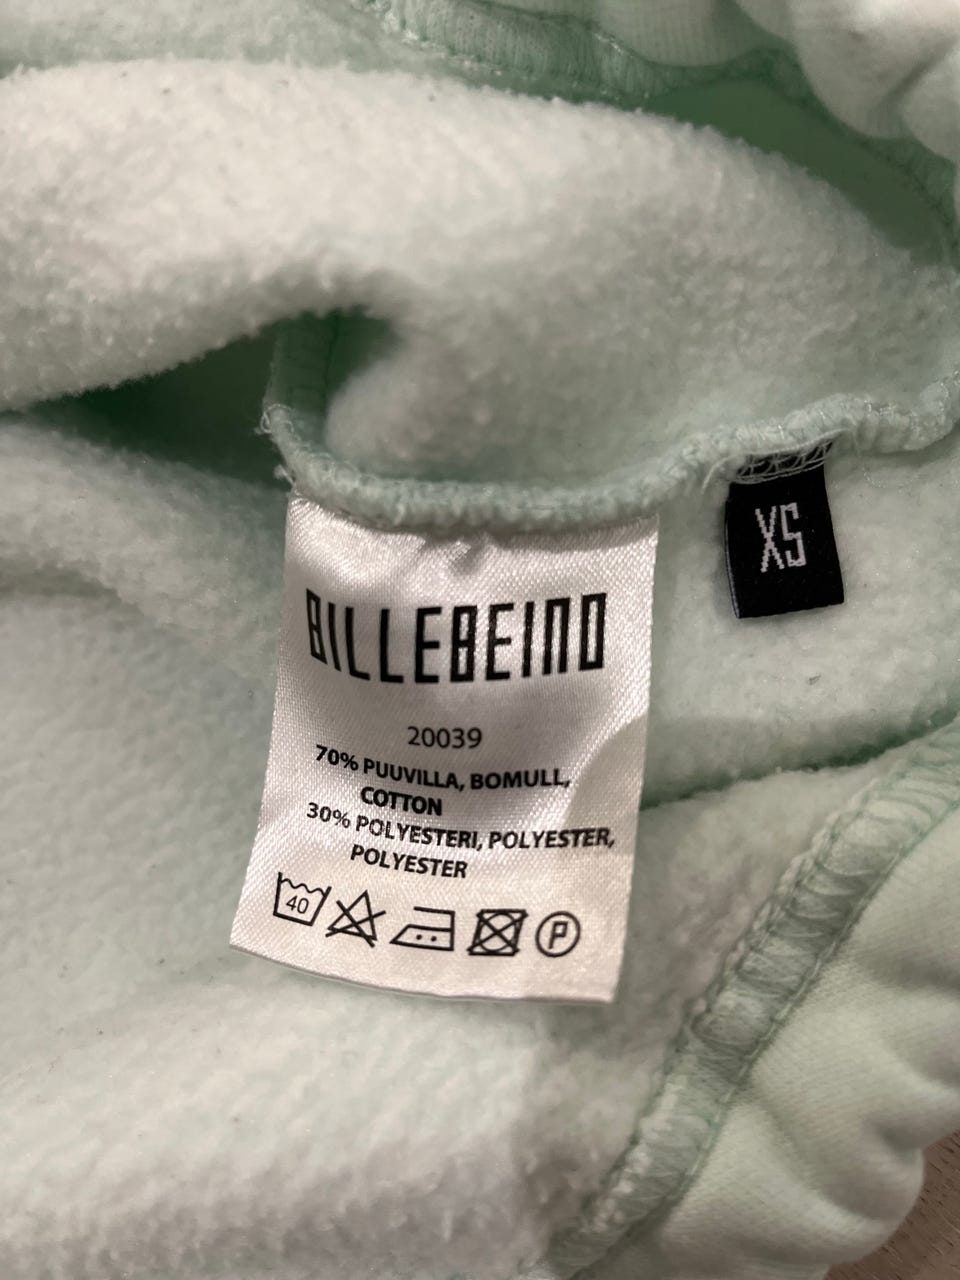 BILLEBEINO
XS
20039
70% PUUVILLA, BOMULL,
COTTON
30% POLYESTERI, POLYESTER,
POLYESTER
40
P